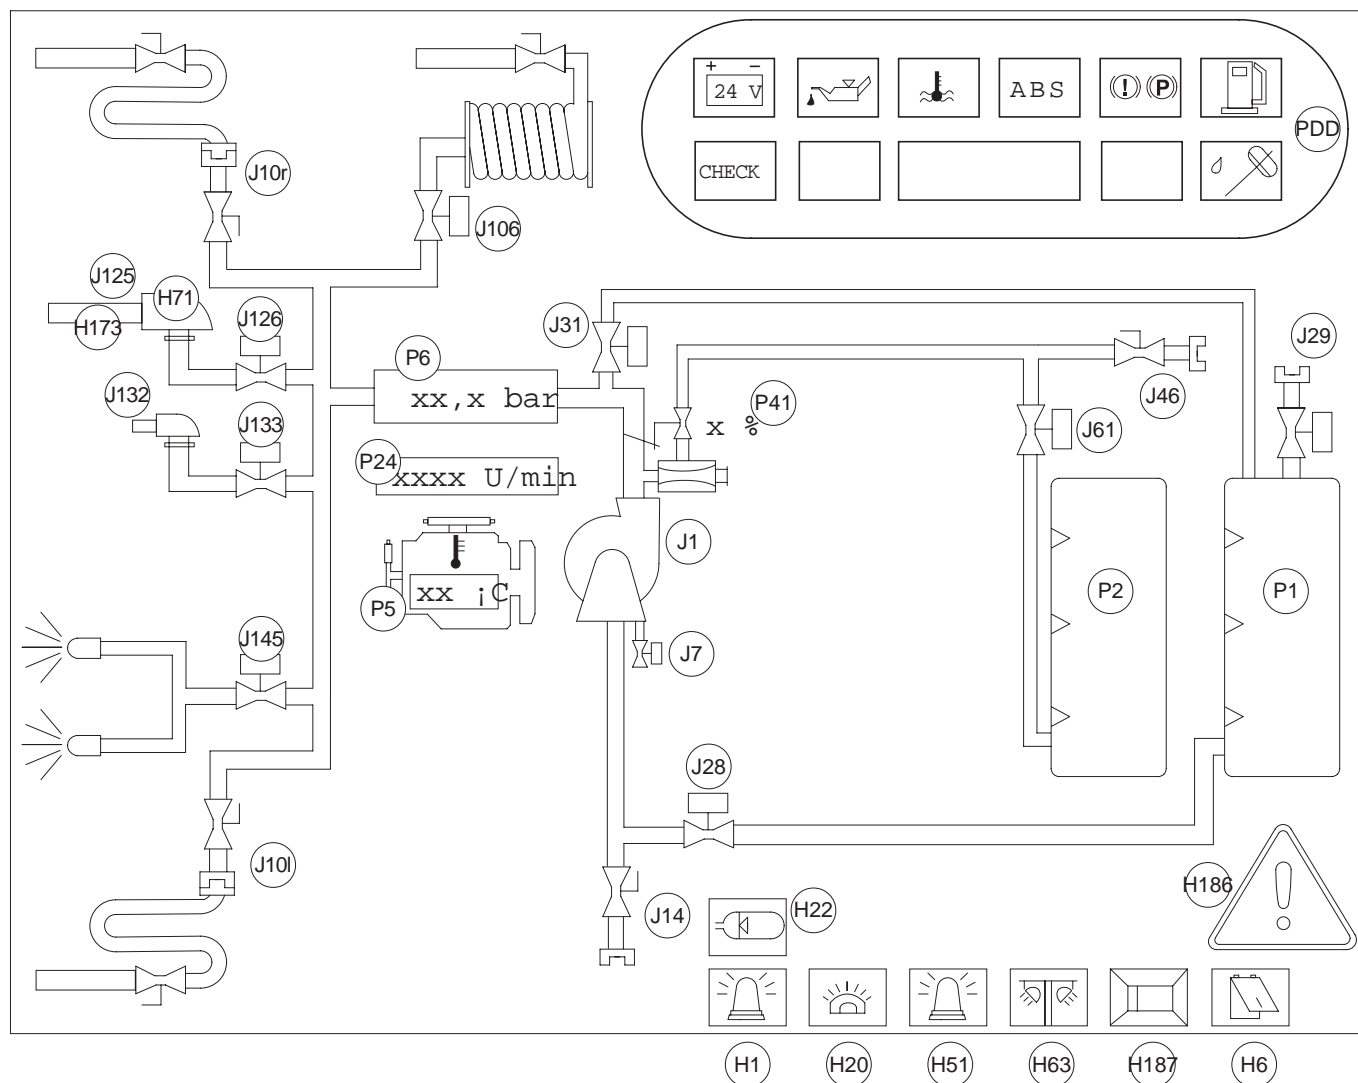 + −
24 V
ABS
! P
PDD
CHECK
J10r
J106
J125
H71
H173
J126
J31
J29
P6
xx,x bar
J132
J133
P41
x %
J46
J61
P24
xxxx U/min
J1
P5
xx ¡C
P2
P1
J145
J7
J28
J10l
H186
!
J14
H22
H1
H20
H51
H63
H187
H6